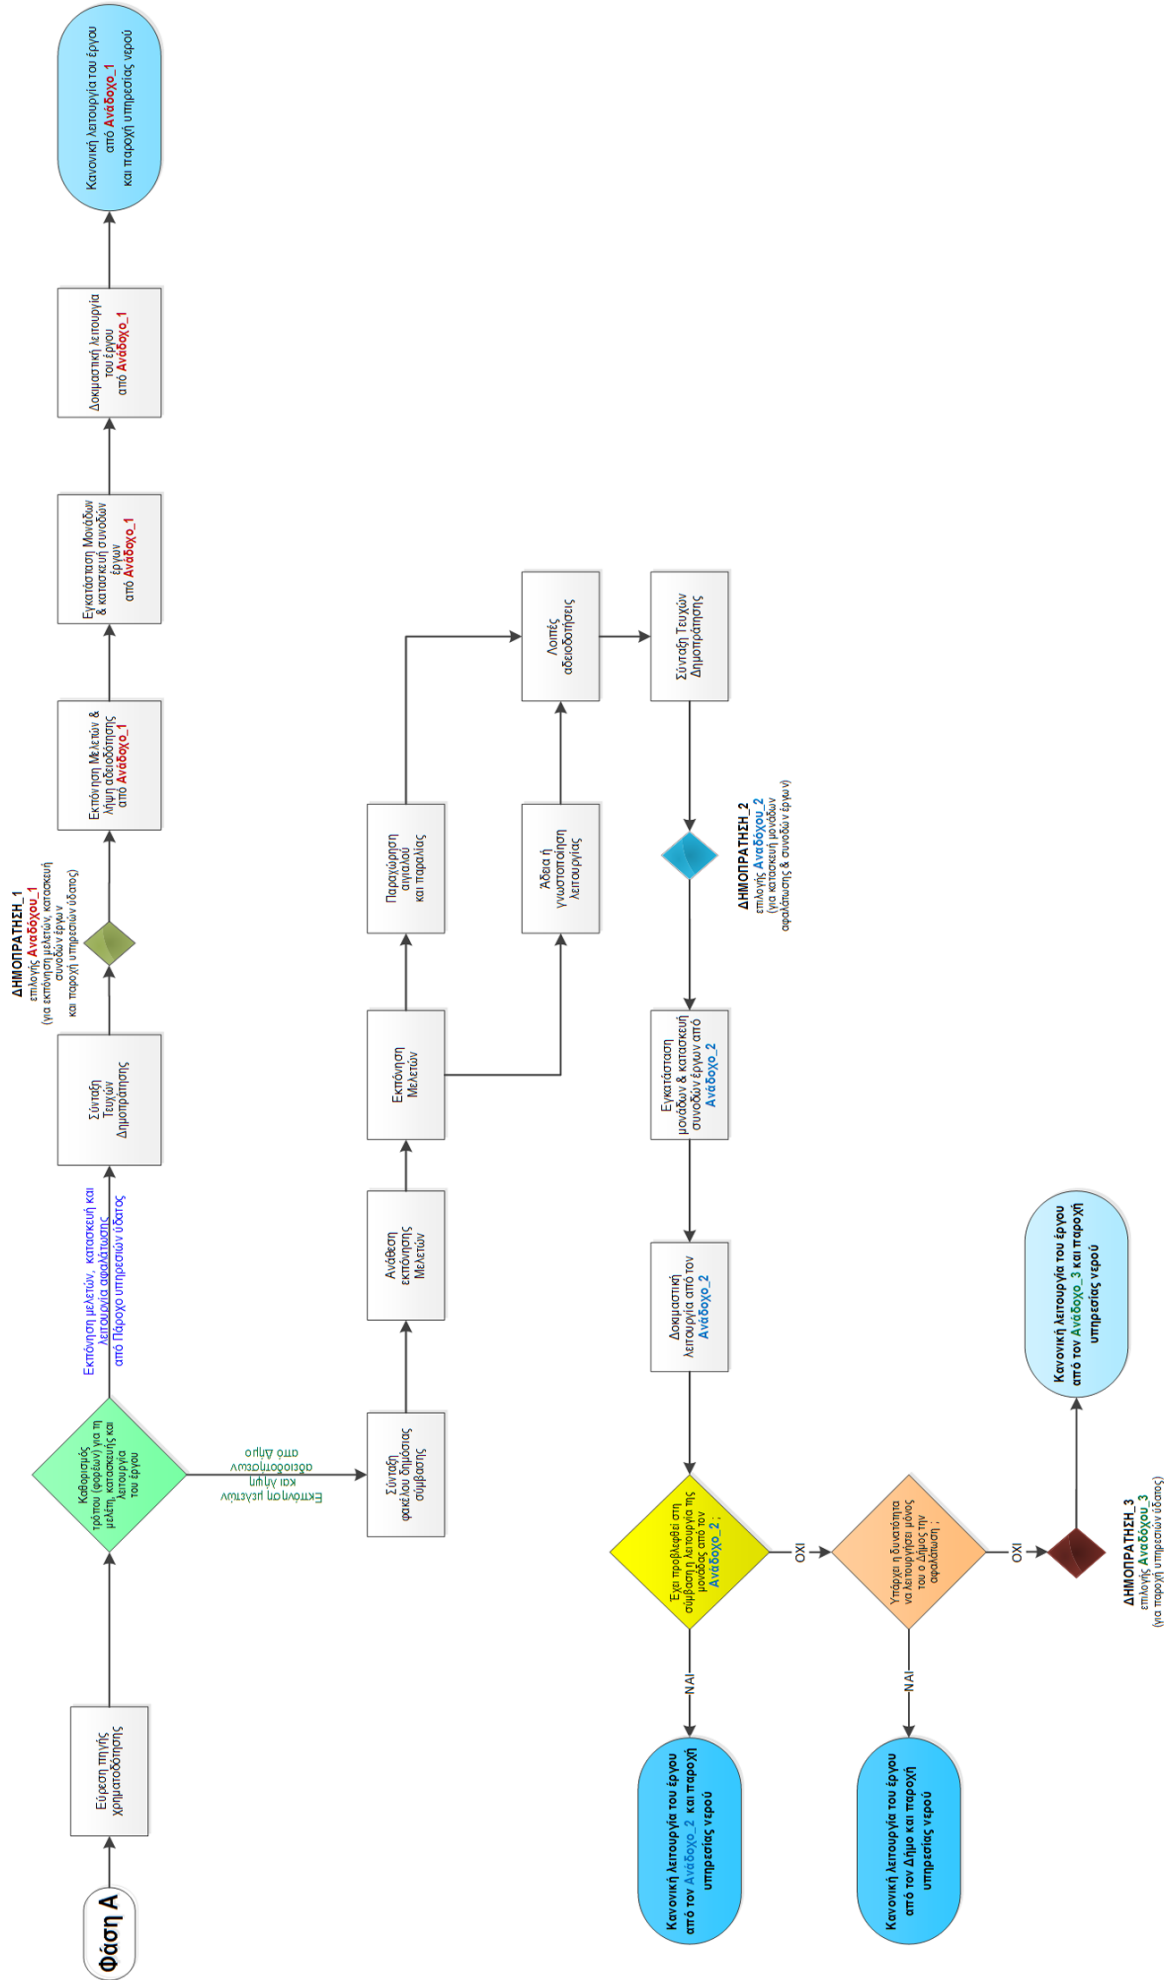 Φάση Α
Εύρεση πηγής
χρηματοδότησης
Καθορισμός
τρόπου (φορέων) για τη
μελέτη, κατασκευής και
λειτουργία
του έργου
Εκπόνηση μελετών, κατασκευή και
λειτουργία αφαλάτωσης
από Πάροχο υπηρεσιών ύδατος
Σύνταξη
Τευχών
Δημοπράτησης
ΔΗΜΟΠΡΑΤΗΣΗ_1
επιλογής Αναδόχου_1
(για εκπόνηση μελετών, κατασκευή
συνοδών έργων
και παροχή υπηρεσιών ύδατος)
Εκπόνηση Μελετών &
λήψη αδειοδότησης
από Ανάδοχο_1
Εγκατάσταση Μονάδων
& κατασκευή συνοδών
έργων
από Ανάδοχο_1
Δοκιμαστική λειτουργία
του έργου
από Ανάδοχο_1
Κανονική λειτουργία του έργου
από Ανάδοχο_1
και παροχή υπηρεσίας νερού
Εκπόνηση μελετών
και λήψη
αδειοδοτήσεων
από Δήμο
Σύνταξη
φακέλου δημόσιας
σύμβασης
Ανάθεση
εκπόνησης
Μελετών
Εκπόνηση
Μελετών
Παραχώρηση
αιγιαλού
και παραλίας
Άδεια ή
γνωστοποίηση
λειτουργίας
Λοιπές
αδειοδοτήσεις
Σύνταξη Τευχών
Δημοπράτησης
ΔΗΜΟΠΡΑΤΗΣΗ_2
επιλογής Αναδόχου_2
(για κατασκευή μονάδων
αφαλάτωσης & συνοδών έργων)
Εγκατάσταση
μονάδων & κατασκευή
συνοδών έργων από
Ανάδοχο_2
Δοκιμαστική
λειτουργία από τον
Ανάδοχο_2
Έχει προβλεφθεί στη
σύμβαση η λειτουργία της
μονάδας από τον
Ανάδοχο_2 ;
ΝΑΙ
Κανονική λειτουργία του έργου
από τον Ανάδοχο_2 και παροχή
υπηρεσίας νερού
ΟΧΙ
Υπάρχει η δυνατότητα
να λειτουργήσει μόνος
του ο Δήμος την
αφαλάτωση ;
ΝΑΙ
Κανονική λειτουργία του έργου
από τον Δήμο και παροχή
υπηρεσίας νερού
ΟΧΙ
ΔΗΜΟΠΡΑΤΗΣΗ_3
επιλογής Αναδόχου_3
(για παροχή υπηρεσιών ύδατος)
Κανονική λειτουργία του έργου
από τον Ανάδοχο_3 και παροχή
υπηρεσίας νερού